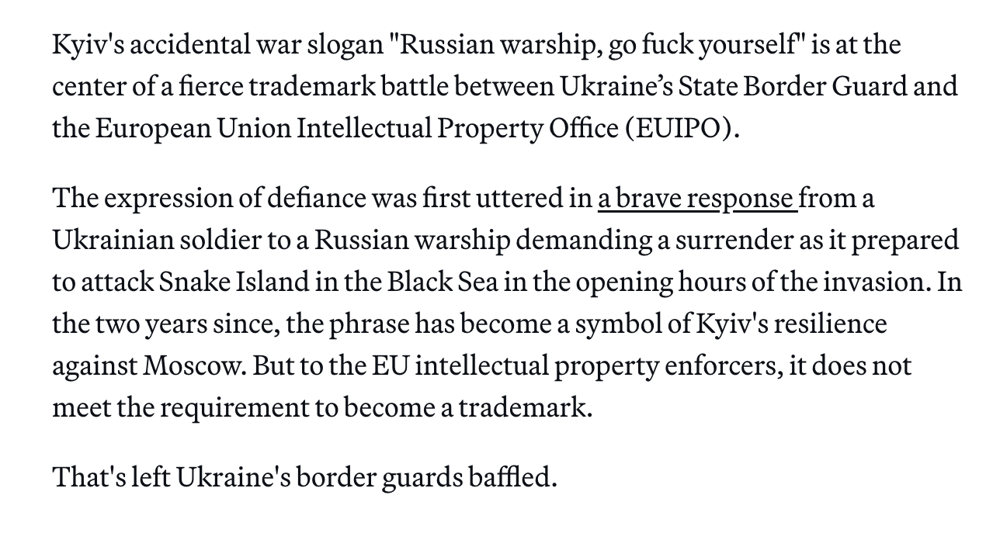 Kyiv's accidental war slogan "Russian warship, go fuck yourself" is at the
center of a fierce trademark battle between Ukraine’s State Border Guard and
the European Union Intellectual Property Office (EUIPO).
The expression of defiance was first uttered in a brave response from a
Ukrainian soldier to a Russian warship demanding a surrender as it prepared
to attack Snake Island in the Black Sea in the opening hours of the invasion. In
the two years since, the phrase has become a symbol of Kyiv's resilience
against Moscow. But to the EU intellectual property enforcers, it does not
meet the requirement to become a trademark.
That's left Ukraine's border guards baffled.